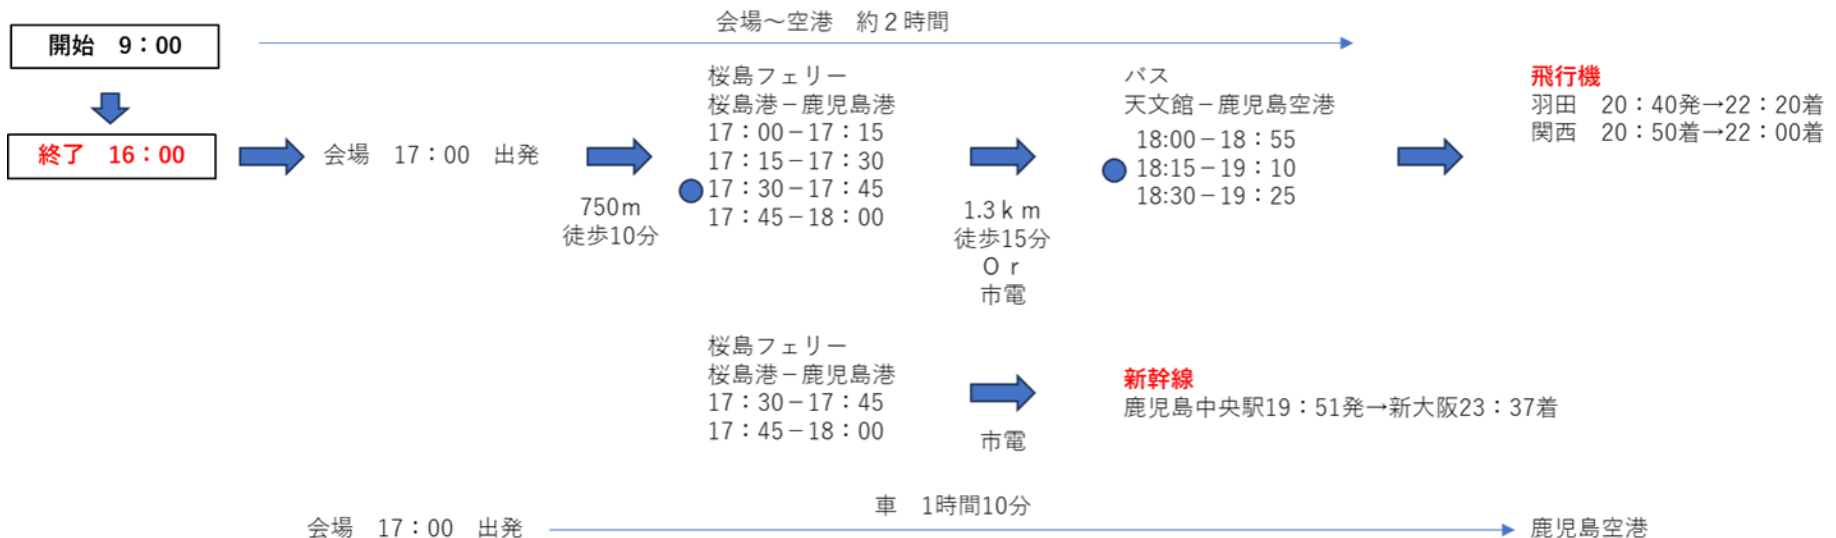 開始　9：00
終了　16：00
会場　17：00　出発
会場～空港　約２時間
750m
徒歩10分
桜島フェリー
桜島港－鹿児島港
17：00－17：15
17：15－17：30
17：30－17：45
17：45－18：00
1.3ｋｍ
徒歩15分
Ｏｒ
市電
バス
天文館－鹿児島空港
18:00－18：55
18:15－19：10
18:30－19：25
飛行機
羽田　20：40発→22：20着
関西　20：50着→22：00着
桜島フェリー
桜島港－鹿児島港
17：30－17：45
17：45－18：00
市電
新幹線
鹿児島中央駅19：51発→新大阪23：37着
会場　17：00　出発
車　1時間10分
鹿児島空港